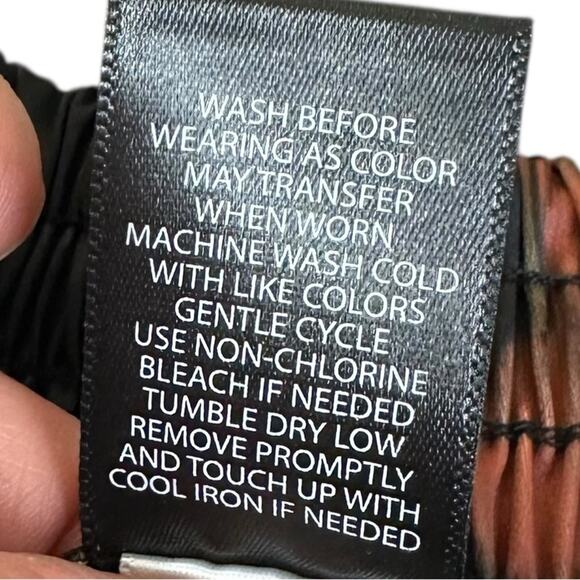 WASH BEFORE
WEARING AS COLOR
MAY TRANSFER
WHEN WORN
MACHINE WASH COLD
WITH LIKE COLORS
GENTLE CYCLE
USE NON-CHLORINE
BLEACH IF NEEDED
TUMBLE DRY LOW
REMOVE PROMPTLY
AND TOUCH UP WITH
COOL IRON IF NEEDED